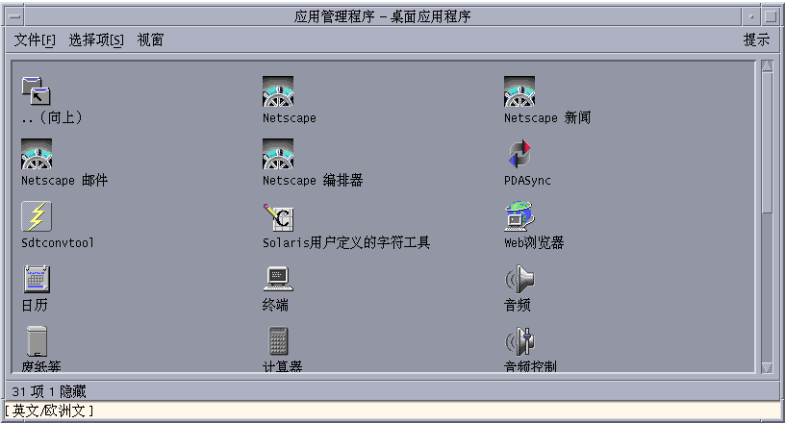 应用管理程序 – 桌面应用程序
文件[F] 选择项[S] 视窗 提示
..(向上) Netscape Netscape 新闻
Netscape 邮件 Netscape 编排器 PDASync
Sdtconvtool Solaris用户定义的字符工具 Web浏览器
日历 终端 音频
废纸篓 计算器 音频控制
31 项 1 隐藏
[ 英文/欧洲文 ]